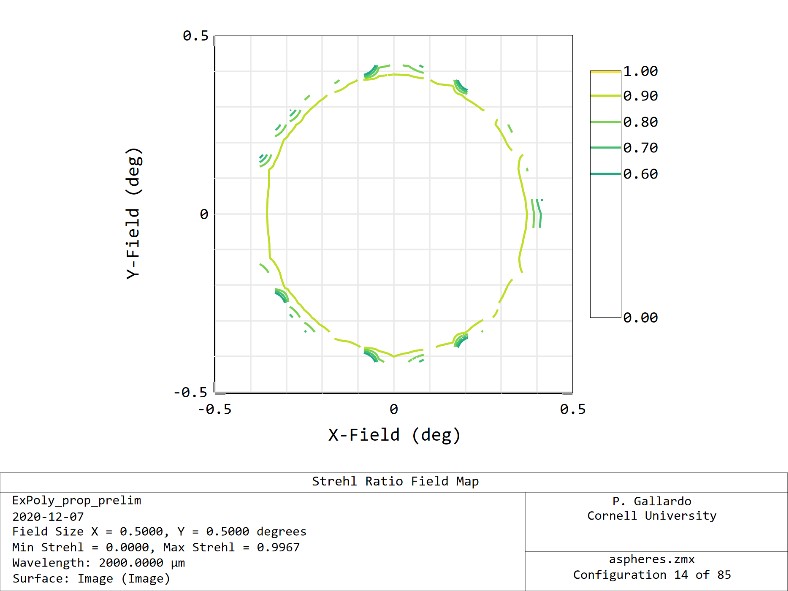 0.5
0
-0.5
Y-Field (deg)
-0.5
0
0.5
X-Field (deg)
1.00
0.90
0.80
0.70
0.60
0.00
Strehl Ratio Field Map
ExPoly_prop_prelim
2020-12-07
Field Size X = 0.5000, Y = 0.5000 degrees
Min Strehl = 0.0000, Max Strehl = 0.9967
Wavelength: 2000.0000 µm
Surface: Image (Image)
P. Gallardo
Cornell University
aspheres.zmx
Configuration 14 of 85